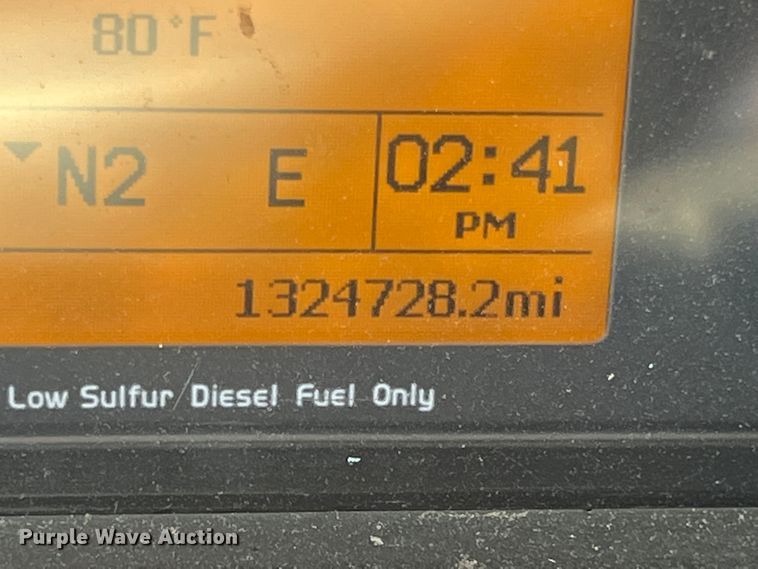 80°F
N2 E 02:41
PM
1324728.2mi
Low Sulfur Diesel Fuel Only
Purple Wave Auction